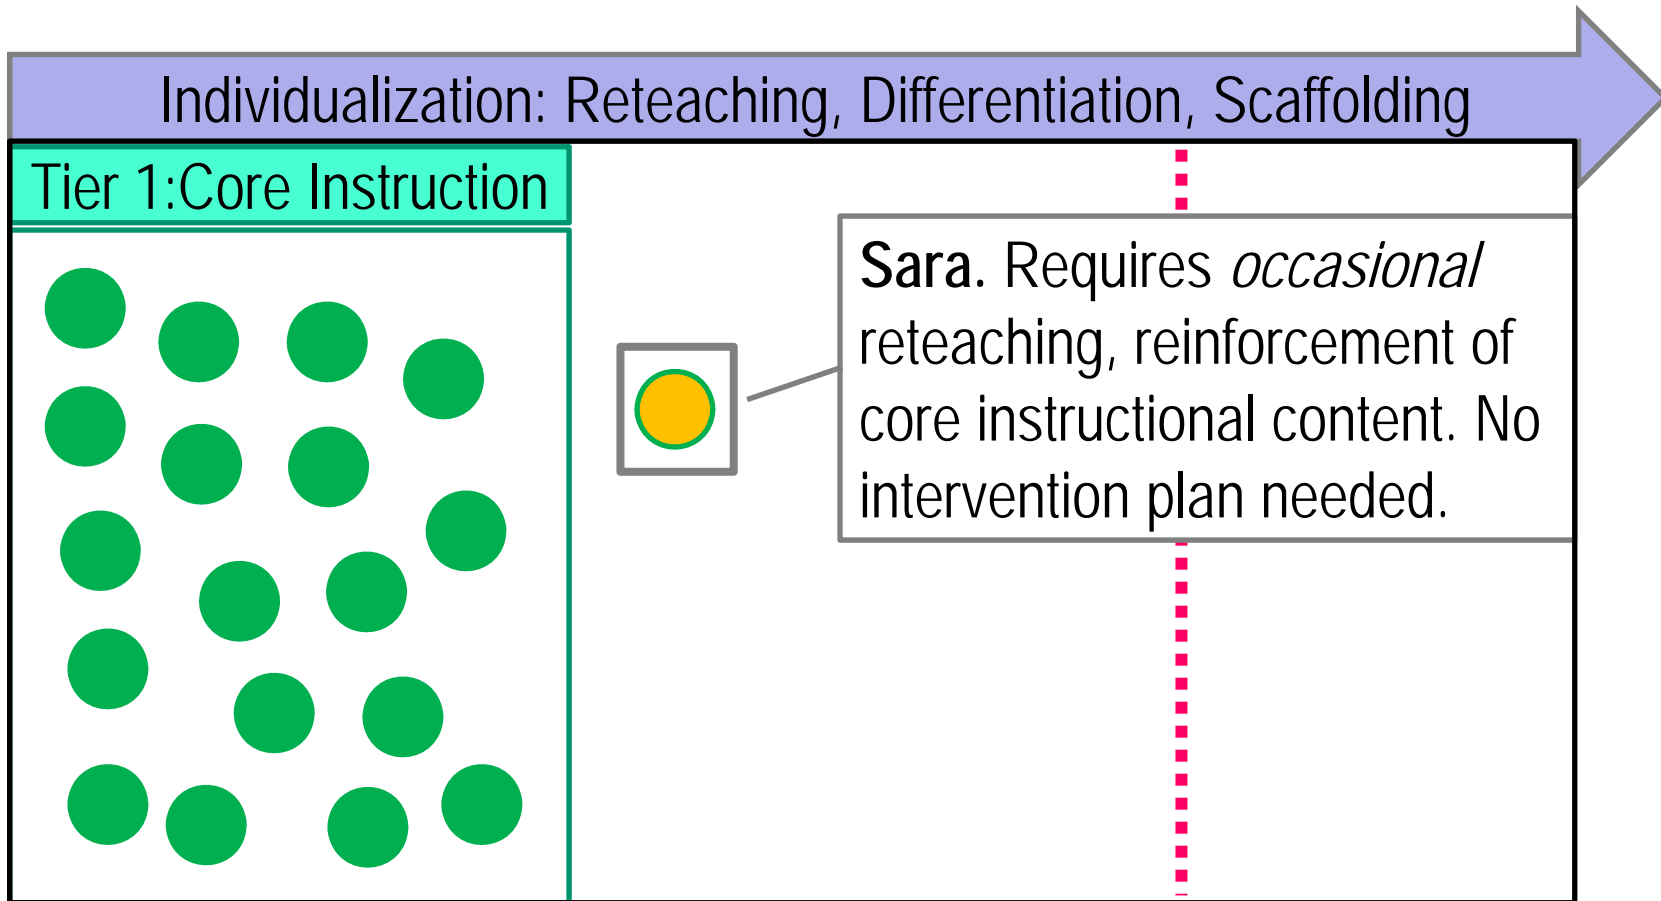 Individualization: Reteaching, Differentiation, Scaffolding
Tier 1:Core Instruction
Sara. Requires occasional
reteaching, reinforcement of
core instructional content. No
intervention plan needed.